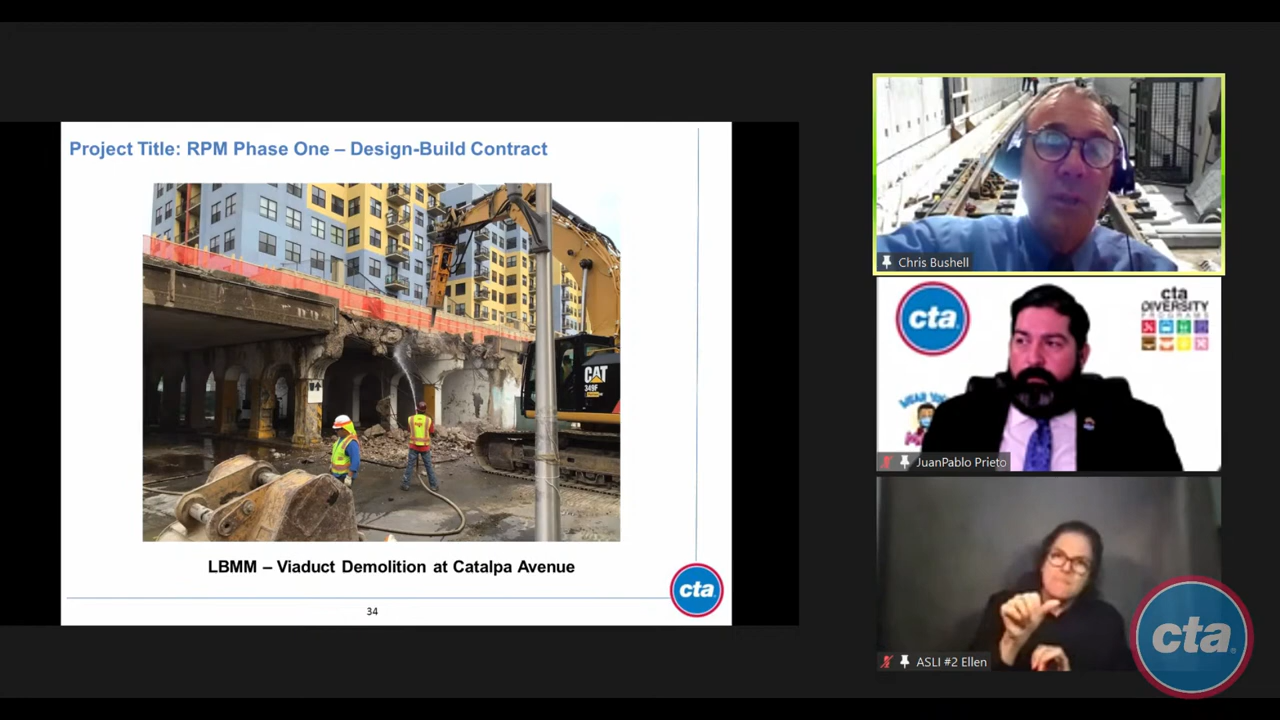 Project Title: RPM Phase One – Design-Build Contract
CAT
349F
LBMM – Viaduct Demolition at Catalpa Avenue
cta
34
Chris Bushell
cta
cta
DIVERSITY
PROGRAMS
JuanPablo Prieto
ASLI #2 Ellen
cta